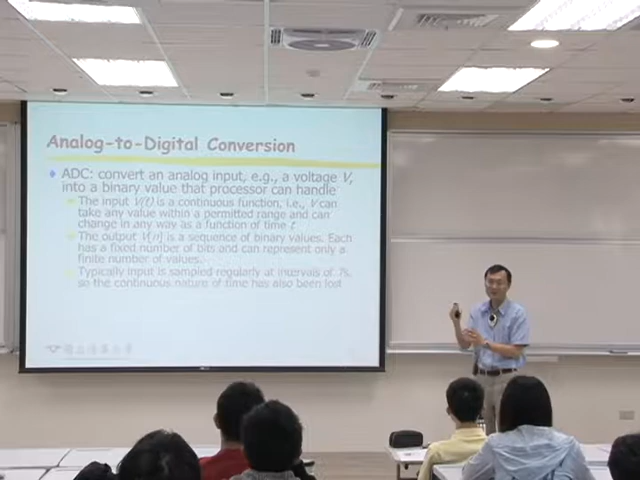 Analog-to-Digital Conversion
ADC: convert an analog input, e.g., a voltage V,
into a binary value that processor can handle
The input V(t) is a continuous function, i.e., V can
take any value within a permitted range and can
change in any way as a function of time t
The output V[n] is a sequence of binary values. Each
has a fixed number of bits and can represent only a
finite number of values.
Typically input is sampled regularly at intervals of Ts,
so the continuous nature of time has also been lost